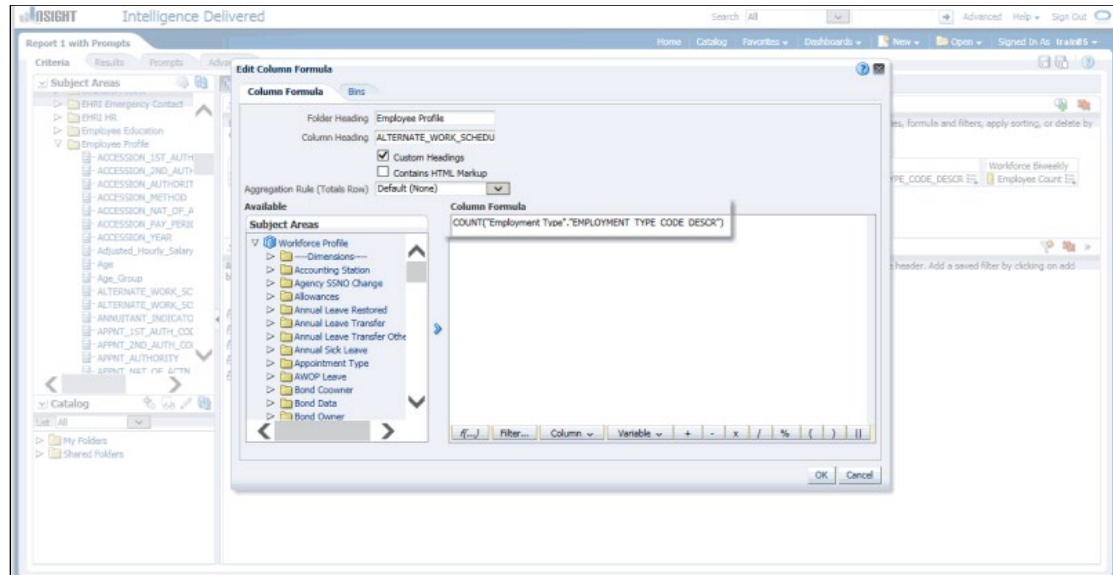 INSIGHT Intelligence Delivered Search All Advanced Help Sign Out
Report 1 with Prompts Home Catalog Favorites Dashboards New Open Signed In As train85
Criteria Results Prompts
Subject Areas
EHRI Emergency Contact
EHRI HR
Employee Education
Employee Profile
ACCESSION_1ST_AUTH
ACCESSION_2ND_AUTH
ACCESSION_AUTHORIT
ACCESSION_METHOD
ACCESSION_NAT_OF_A
ACCESSION_PAY_PERIO
ACCESSION_YEAR
Adjusted_Hourly_Salary
Age
Age_Group
ALTERNATE_WORK_SC
ALTERNATE_WORK_SC
ANNUITANT_INDICATO
APPNT_1ST_AUTH_COD
APPNT_2ND_AUTH_COD
APPNT_AUTHORITY
APPNT_NAT_OF_ACTN
Catalog
List All
My Folders
Shared Folders
Edit Column Formula
Column Formula Bins
Folder Heading Employee Profile
Column Heading ALTERNATE_WORK_SCHEDU
Custom Headings
Contains HTML Markup
Aggregation Rule (Totals Row) Default (None)
Available
Subject Areas
Workforce Profile
----Dimensions----
Accounting Station
Agency SSNO Change
Allowances
Annual Leave Restored
Annual Leave Transfer
Annual Leave Transfer Othe
Annual Sick Leave
Appointment Type
AWOP Leave
Bond Coowner
Bond Data
Bond Owner
Column Formula
COUNT("Employment Type"."EMPLOYMENT_TYPE_CODE_DESCR")
f(...) Filter... Column Variable + - x / % ( ) ||
OK Cancel
es, formula and filters, apply sorting, or delete by
Workforce Biweekly
PE_CODE_DESCR Employee Count
header. Add a saved filter by clicking on add